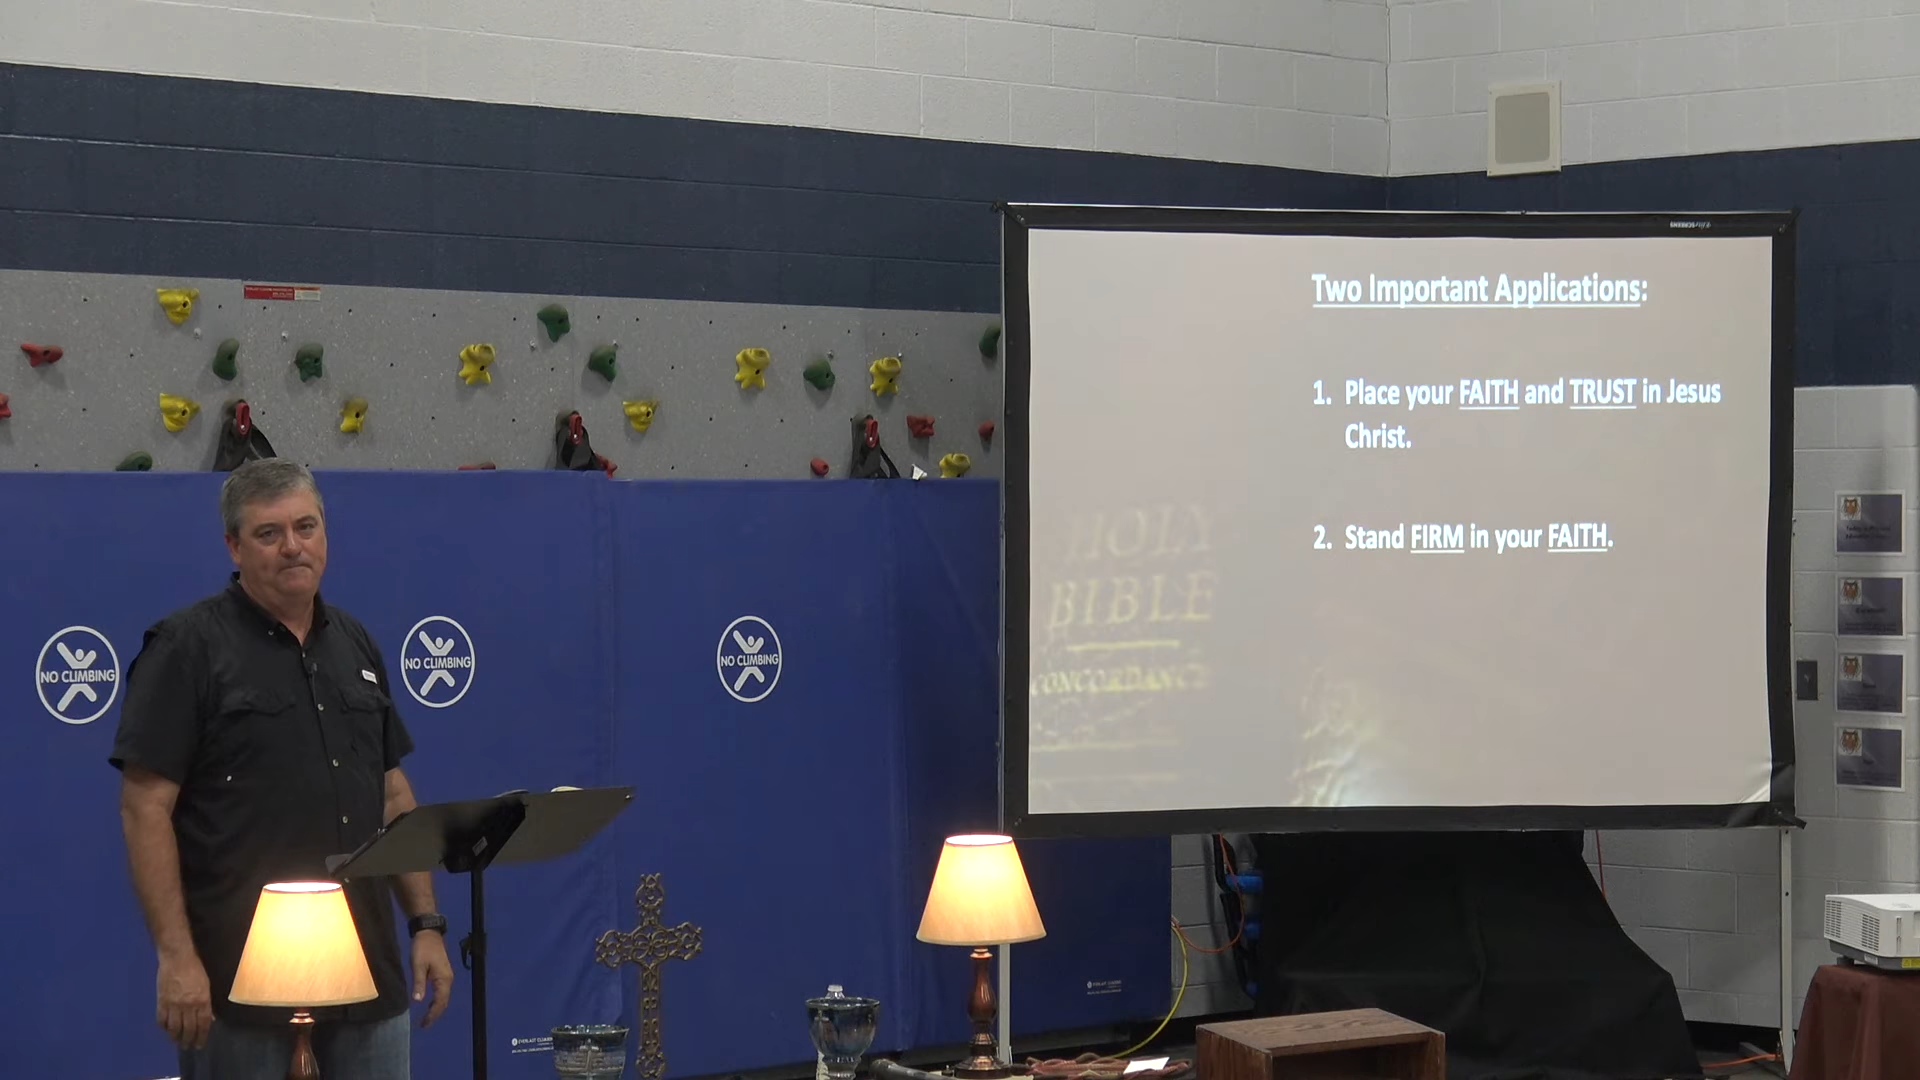 Two Important Applications:
1. Place your FAITH and TRUST in Jesus
Christ.
2. Stand FIRM in your FAITH.
HOLY
BIBLE
CONCORDANCE
NO CLIMBING
NO CLIMBING
NO CLIMBING